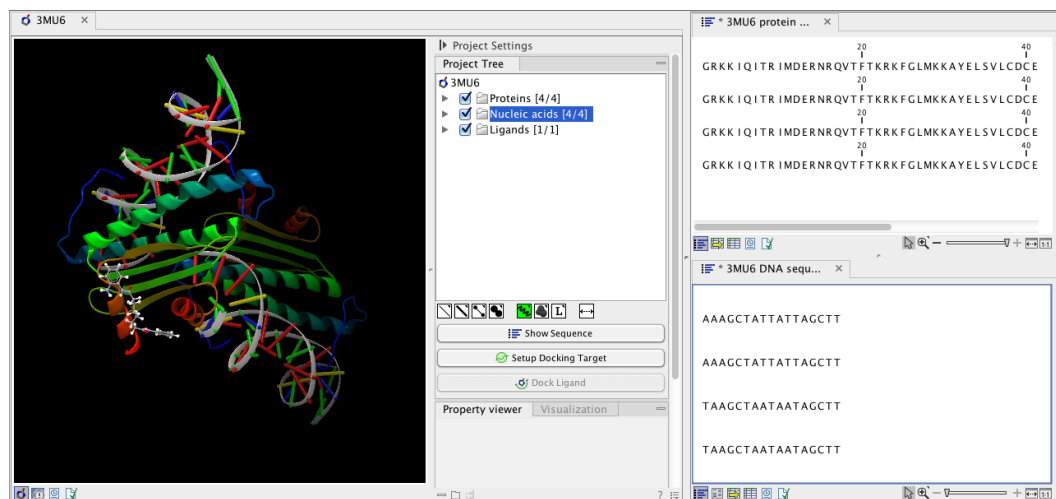 3MU6
Project Settings
Project Tree
3MU6
Proteins [4/4]
Nucleic acids [4/4]
Ligands [1/1]
L
Show Sequence
Setup Docking Target
Dock Ligand
Property viewer Visualization
?
* 3MU6 protein ...
20 40
GRKKIQITRIMDERNRQVTFTKRKFGLMKKAYELSVLCDCE
20 40
GRKKIQITRIMDERNRQVTFTKRKFGLMKKAYELSVLCDCE
20 40
GRKKIQITRIMDERNRQVTFTKRKFGLMKKAYELSVLCDCE
20 40
GRKKIQITRIMDERNRQVTFTKRKFGLMKKAYELSVLCDCE
* 3MU6 DNA sequ...
AAAGCTATTATTAGCTT
AAAGCTATTATTAGCTT
TAAGCTAATAATAGCTT
TAAGCTAATAATAGCTT